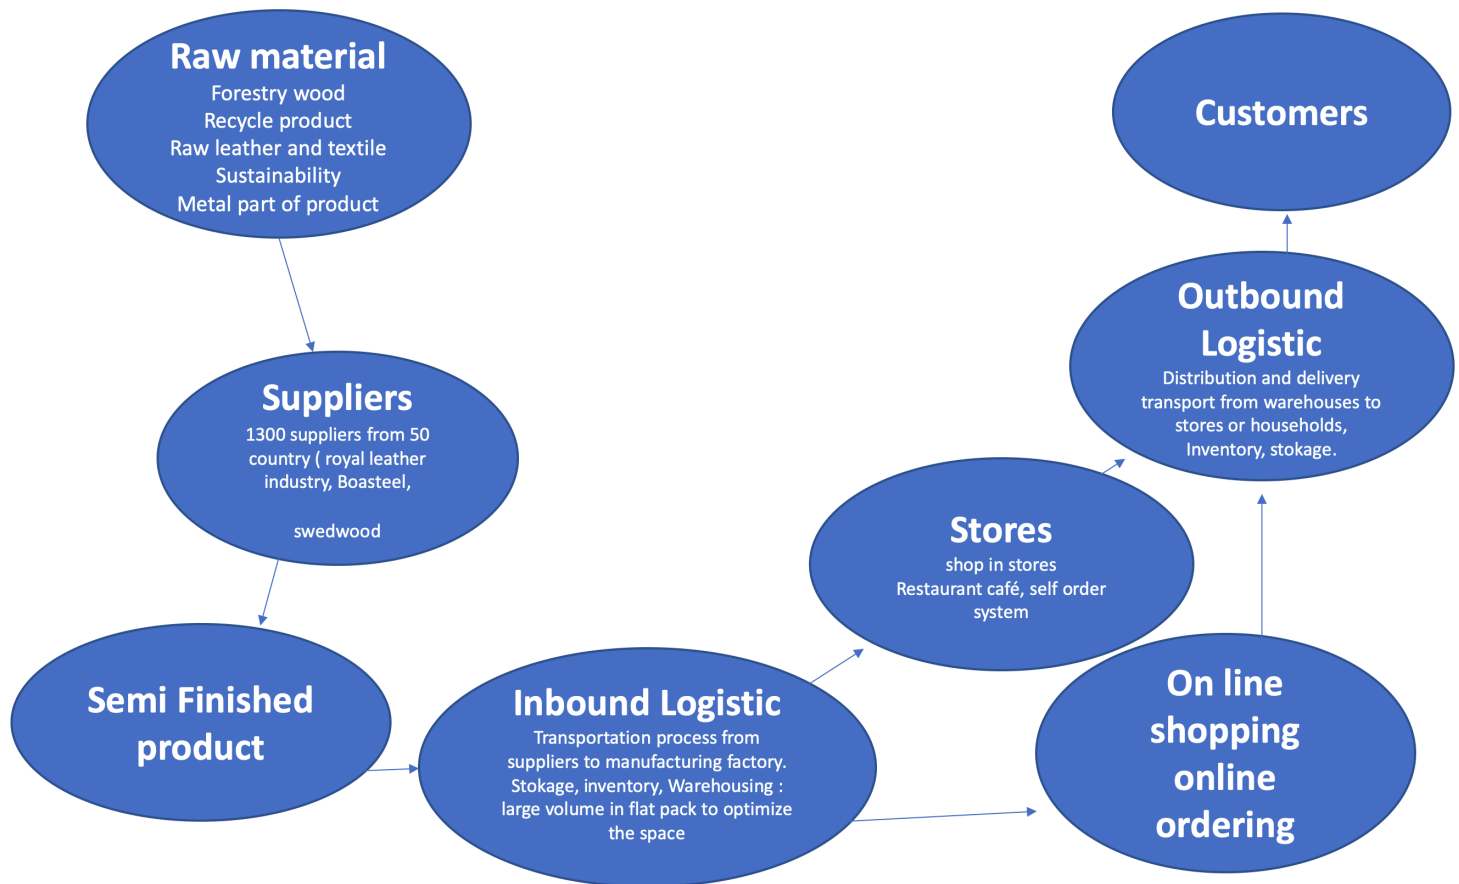 Raw material
Forestry wood
Recycle product
Raw leather and textile
Sustainability
Metal part of product
Suppliers
1300 suppliers from 50
country ( royal leather
industry, Boasteel,
swedwood
Semi Finished
product
Inbound Logistic
Transportation process from
suppliers to manufacturing factory.
Stokage, inventory, Warehousing :
large volume in flat pack to optimize
the space
Stores
shop in stores
Restaurant café, self order
system
On line
shopping
online
ordering
Outbound
Logistic
Distribution and delivery
transport from warehouses to
stores or households,
Inventory, stokage.
Customers